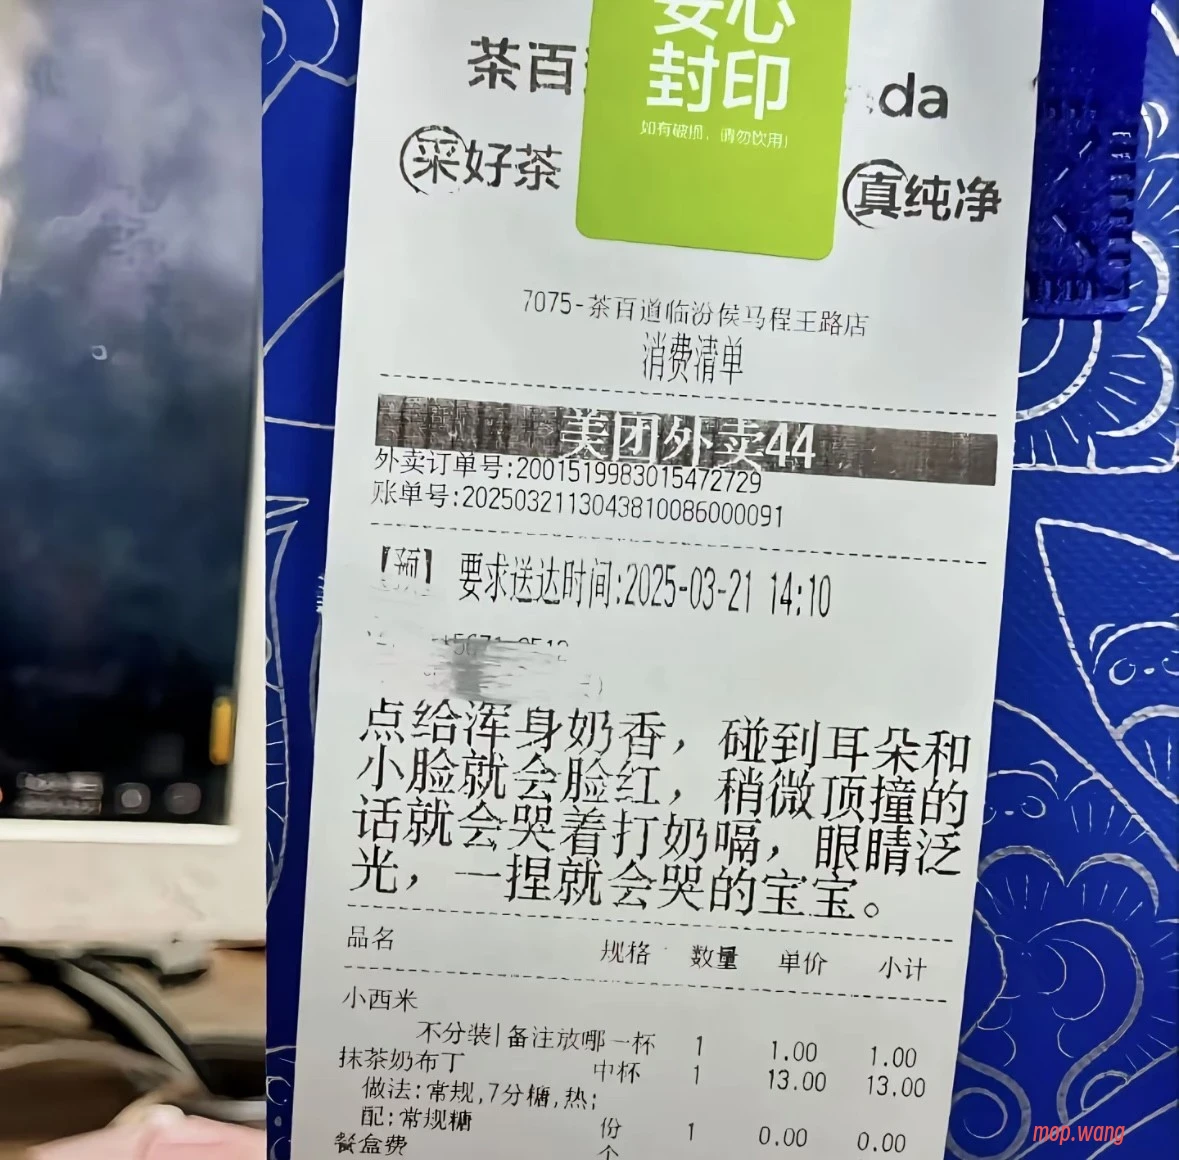 安心
封印
如有破损，请勿饮用!
茶百
da
采好茶
真纯净
7075-茶百道临汾侯马程王路店
消费清单
美团外卖44
外卖订单号:2001519983015472729
账单号:2025032113043810086000091
【预】 要求送达时间:2025-03-21 14:10
点给浑身奶香，碰到耳朵和
小脸就会脸红，稍微顶撞的
话就会哭着打奶嗝，眼睛泛
光，一捏就会哭的宝宝。
品名 规格 数量 单价 小计
小西米
不分装|备注放哪一杯 1 1.00 1.00
抹茶奶布丁 中杯 1 13.00 13.00
做法:常规,7分糖,热;
配:常规糖 份 1 0.00 0.00
餐盒费 个
mop.wang